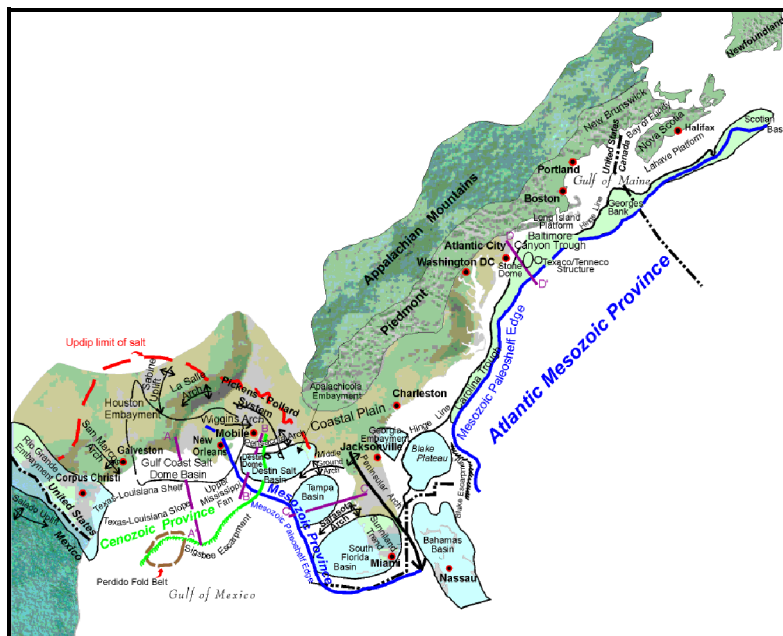 Newfoundland
New Brunswick
Bay of Fundy
Nova Scotia
Halifax
Scotian
Bas
United States
Canada
Lahave Platform
Portland
Gulf of Maine
Boston
Georges
Bank
Long Island
Platform
Hinge Line
Appalachian Mountains
Atlantic City
Baltimore
Canyon Trough
Washington DC
Stone
Dome
Texaco/Tenneco
Structure
D'
Piedmont
Atlantic Mesozoic Province
Mesozoic Paleoshelf Edge
Carolina Trough
Updip limit of salt
Sabine
Uplift
La Salle
Arch
Pickens
Pollard
System
Apalachicola
Embayment
Coastal Plain
Charleston
Hinge Line
Houston
Embayment
Wiggins Arch
Mobile
Georgia
Embayment
Jacksonville
Blake
Plateau
Blake Escarpment
San Marcos
Arch
Galveston
A
New
Orleans
B
Destin
Dome
Destin Salt
Basin
Middle
Ground
Arch
Peninsular Arch
Rio Grande
Embayment
Corpus Christi
Gulf Coast Salt
Dome Basin
Texas-Louisiana Shelf
Texas-Louisiana Slope
Upper
Mississippi
Fan
B'
C
Tampa
Basin
Sarasota
Arch
Sunniland
Trend
United States
Mexico
Salado Uplift
Cenozoic Province
A'
Sigsbee Escarpment
Mesozoic Province
Mesozoic Paleoshelf Edge
South
Florida
Basin
Miami
Bahamas
Basin
Nassau
Perdido Fold Belt
Gulf of Mexico